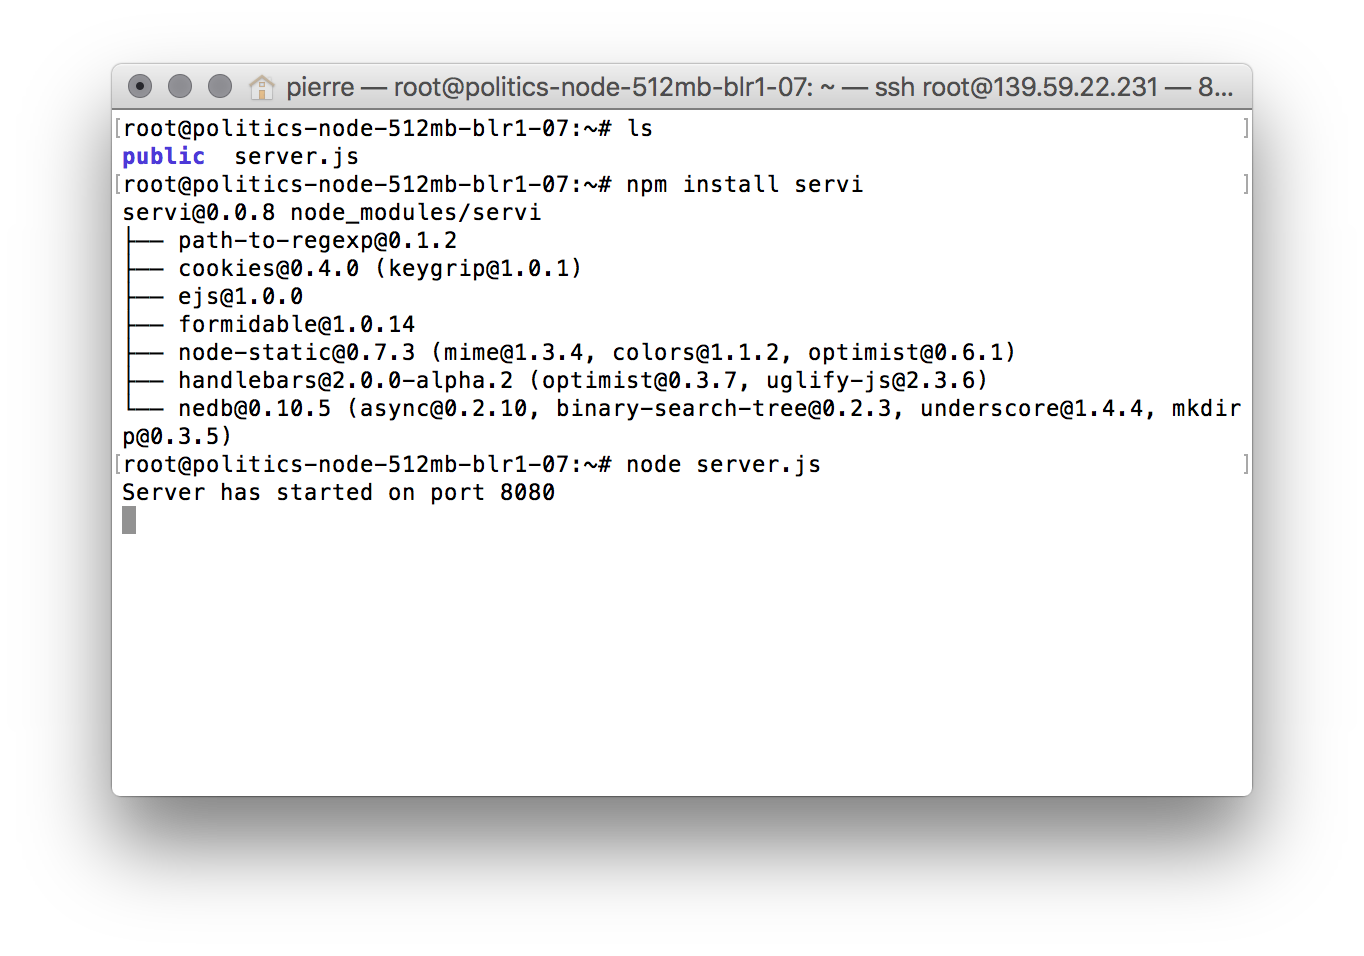 pierre — root@politics-node-512mb-blr1-07: ~ — ssh root@139.59.22.231 — 8...
[root@politics-node-512mb-blr1-07:~# ls ]
public server.js
[root@politics-node-512mb-blr1-07:~# npm install servi ]
servi@0.0.8 node_modules/servi
├── path-to-regexp@0.1.2
├── cookies@0.4.0 (keygrip@1.0.1)
├── ejs@1.0.0
├── formidable@1.0.14
├── node-static@0.7.3 (mime@1.3.4, colors@1.1.2, optimist@0.6.1)
├── handlebars@2.0.0-alpha.2 (optimist@0.3.7, uglify-js@2.3.6)
└── nedb@0.10.5 (async@0.2.10, binary-search-tree@0.2.3, underscore@1.4.4, mkdir
p@0.3.5)
[root@politics-node-512mb-blr1-07:~# node server.js ]
Server has started on port 8080